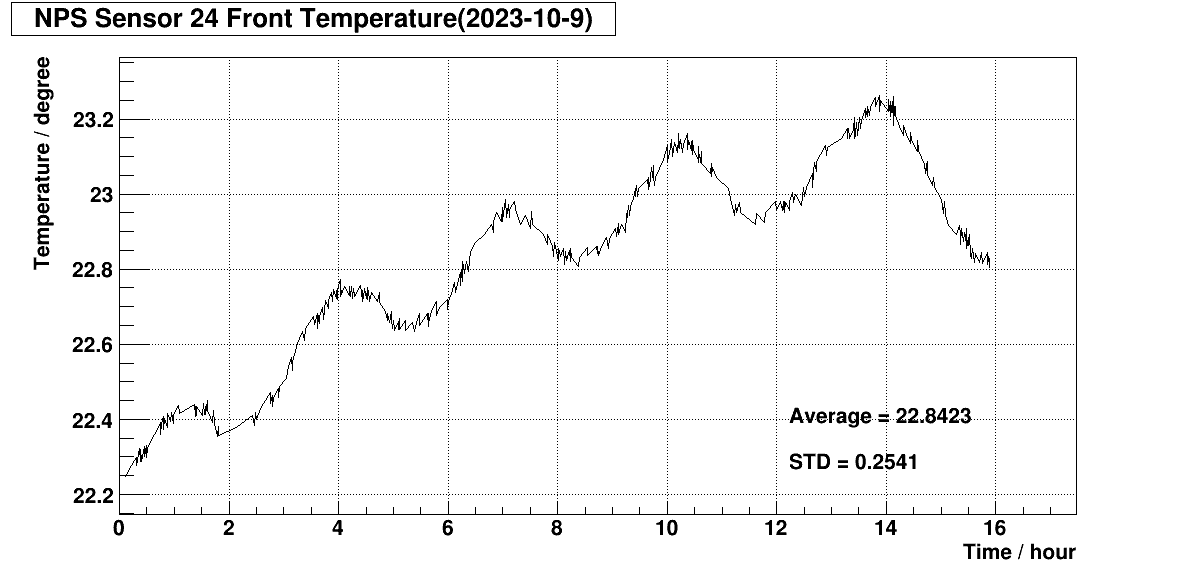 NPS Sensor 24 Front Temperature(2023-10-9)
Temperature / degree
23.2
23
22.8
22.6
22.4
22.2
Average = 22.8423
STD = 0.2541
0 2 4 6 8 10 12 14 16
Time / hour